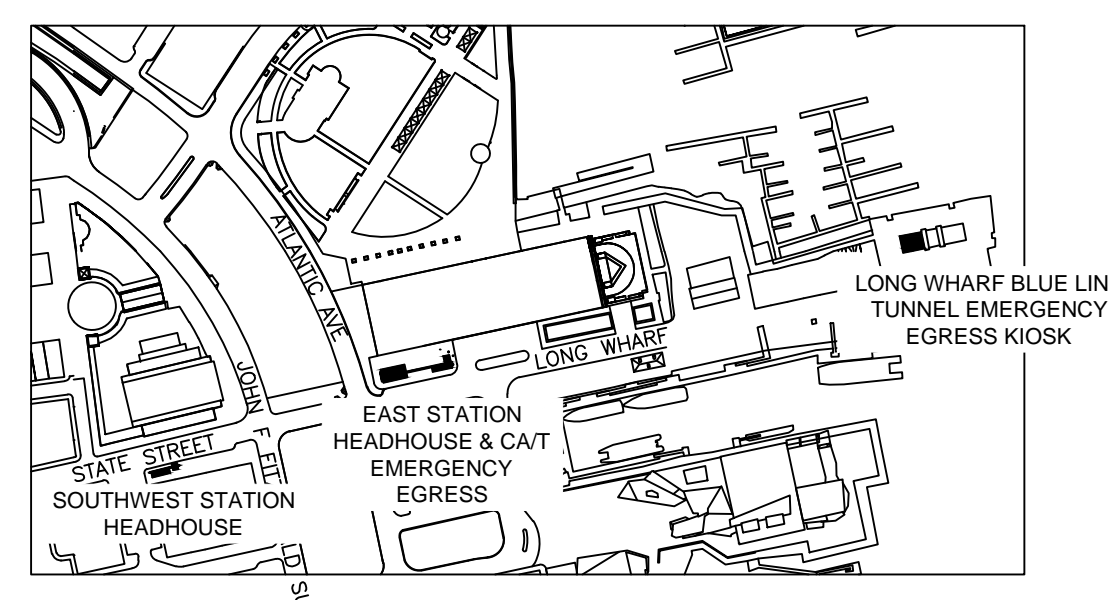 ATLANTIC AVE
LONG WHARF BLUE LIN
TUNNEL EMERGENCY
EGRESS KIOSK
LONG WHARF
JOHN F
EAST STATION
HEADHOUSE & CA/T
EMERGENCY
EGRESS
STATE STREET
SOUTHWEST STATION
HEADHOUSE